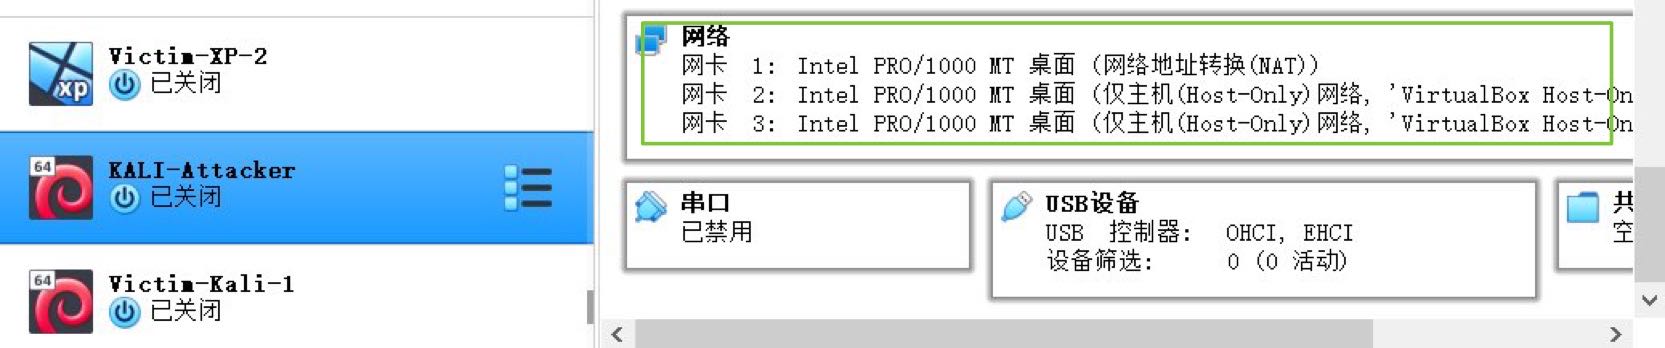 Victim-XP-2
已关闭
64
KALI-Attacker
已关闭
64
Victim-Kali-1
已关闭
网络
网卡 1: Intel PRO/1000 MT 桌面 (网络地址转换(NAT))
网卡 2: Intel PRO/1000 MT 桌面 (仅主机(Host-Only)网络, 'VirtualBox Host-On
网卡 3: Intel PRO/1000 MT 桌面 (仅主机(Host-Only)网络, 'VirtualBox Host-On
串口
已禁用
USB设备
USB 控制器: OHCI, EHCI
设备筛选: 0 (0 活动)
共
空
xp